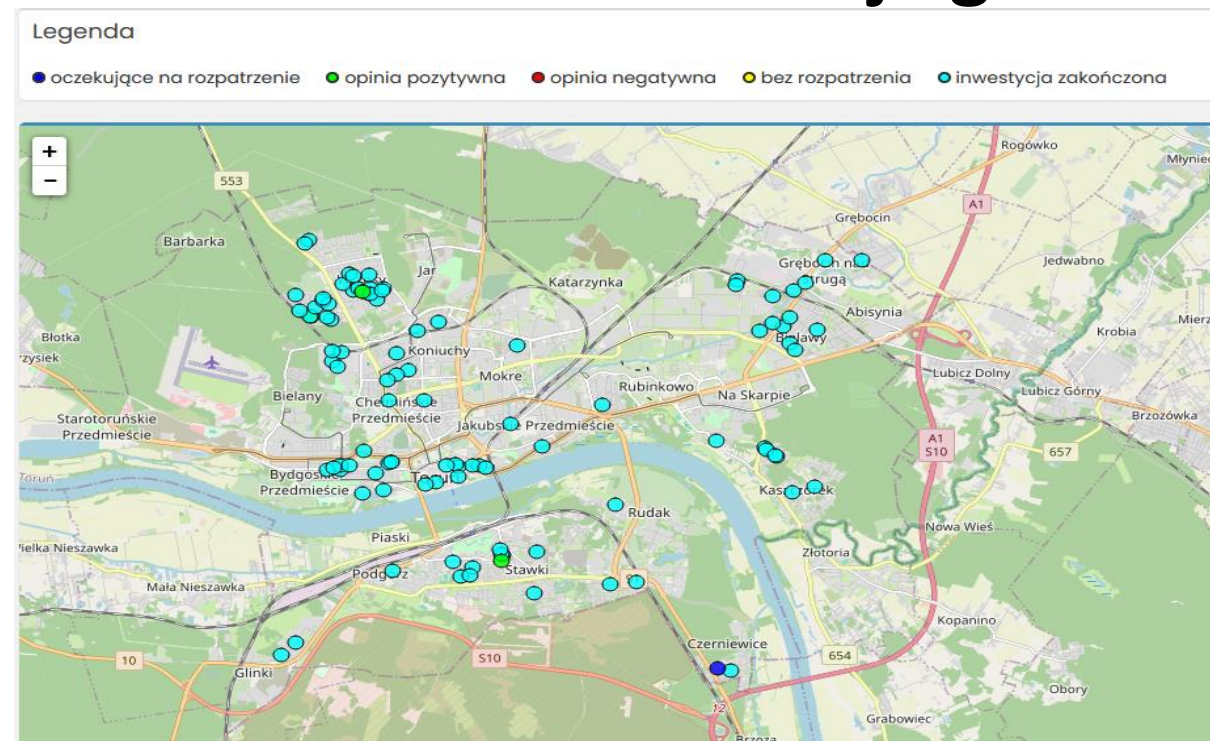 Legenda
oczekujące na rozpatrzenie opinia pozytywna opinia negatywna bez rozpatrzenia inwestycja zakończona
+
−
Rogówko
553
A1
Grębocin
Barbarka
Jar
Katarzynka
Jedwabno
Abisynia
Błotka
Koniuchy
Krobia
Mokre
Lubicz Dolny
Bielany
Rubinkowo
Na Skarpie
Lubicz Górny
Starotoruńskie
Przedmieście
Przedmieście
Przedmieście
Brzozówka
A1
S10
657
Przedmieście
Toruń
Rudak
Nowa Wieś
Piaski
Złotoria
Stawki
Mała Nieszawka
Kopanino
Czerniewice
10
S10
654
Glinki
Obory
12
Grabowiec